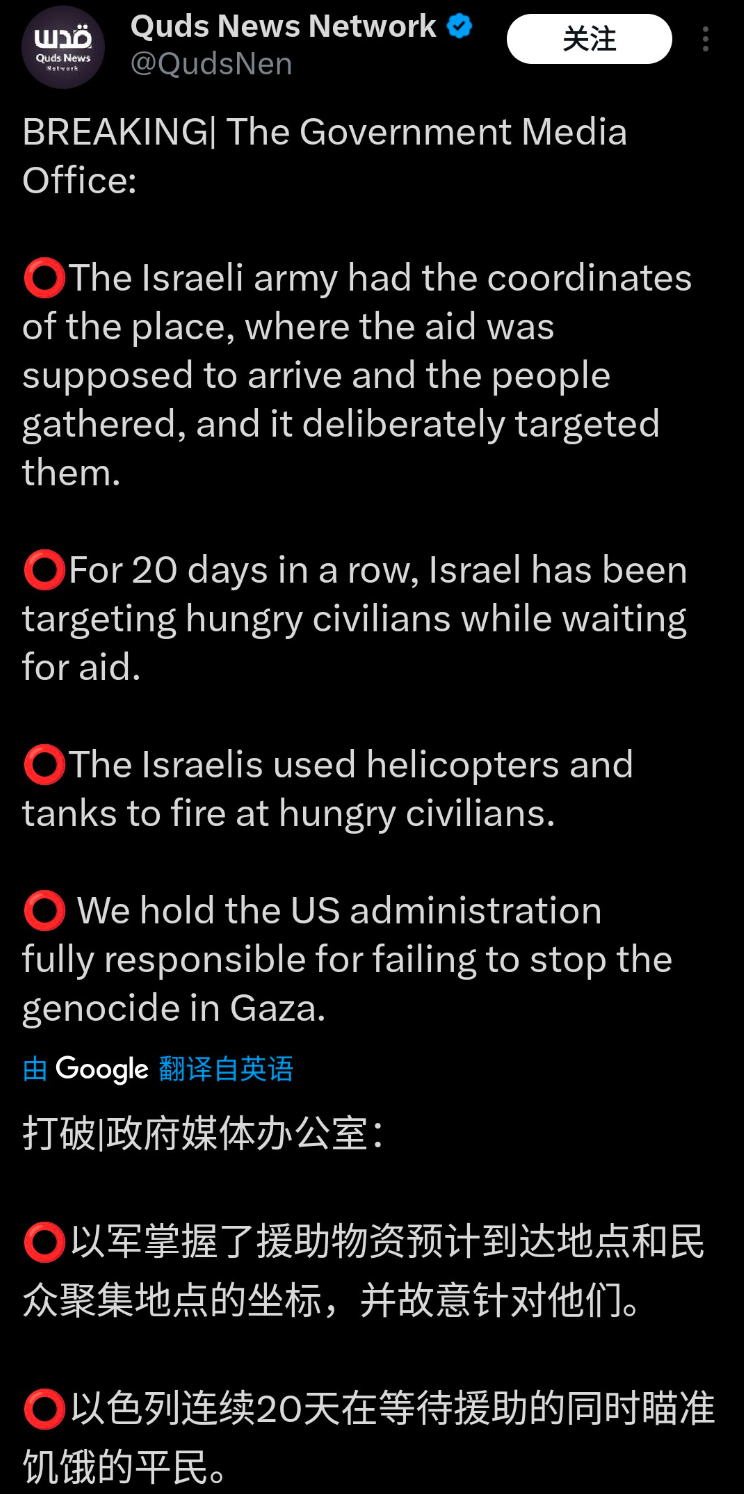 قدس
Quds News
Network
Quds News Network
关注
@QudsNen
BREAKING| The Government Media
Office:
⭕The Israeli army had the coordinates
of the place, where the aid was
supposed to arrive and the people
gathered, and it deliberately targeted
them.
⭕For 20 days in a row, Israel has been
targeting hungry civilians while waiting
for aid.
⭕The Israelis used helicopters and
tanks to fire at hungry civilians.
⭕ We hold the US administration
fully responsible for failing to stop the
genocide in Gaza.
由 Google 翻译自英语
打破|政府媒体办公室：
⭕以军掌握了援助物资预计到达地点和民
众聚集地点的坐标，并故意针对他们。
⭕以色列连续20天在等待援助的同时瞄准
饥饿的平民。